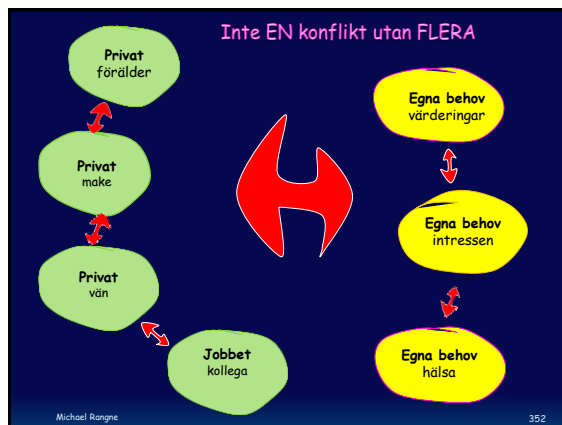 Inte EN konflikt utan FLERA
Privat
förälder
Privat
make
Privat
vän
Jobbet
kollega
Egna behov
värderingar
Egna behov
intressen
Egna behov
hälsa
Michael Rangne
352